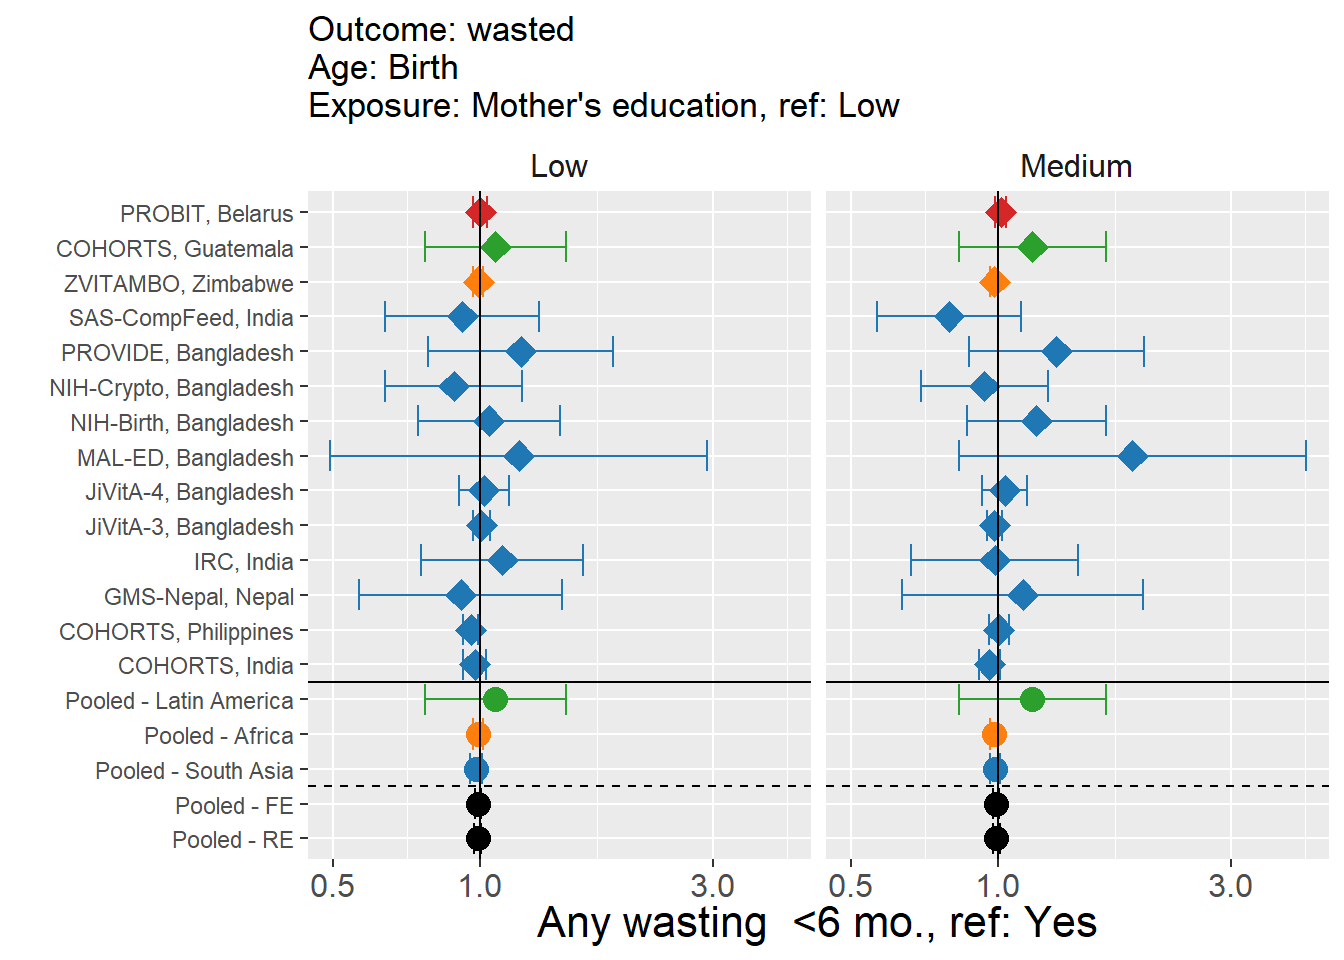 Outcome: wasted
Age: Birth
Exposure: Mother's education, ref: Low
Low
Medium
PROBIT, Belarus
COHORTS, Guatemala
ZVITAMBO, Zimbabwe
SAS-CompFeed, India
PROVIDE, Bangladesh
NIH-Crypto, Bangladesh
NIH-Birth, Bangladesh
MAL-ED, Bangladesh
JiVitA-4, Bangladesh
JiVitA-3, Bangladesh
IRC, India
GMS-Nepal, Nepal
COHORTS, Philippines
COHORTS, India
Pooled - Latin America
Pooled - Africa
Pooled - South Asia
Pooled - FE
Pooled - RE
0.5 1.0 3.0 0.5 1.0 3.0
Any wasting  <6 mo., ref: Yes